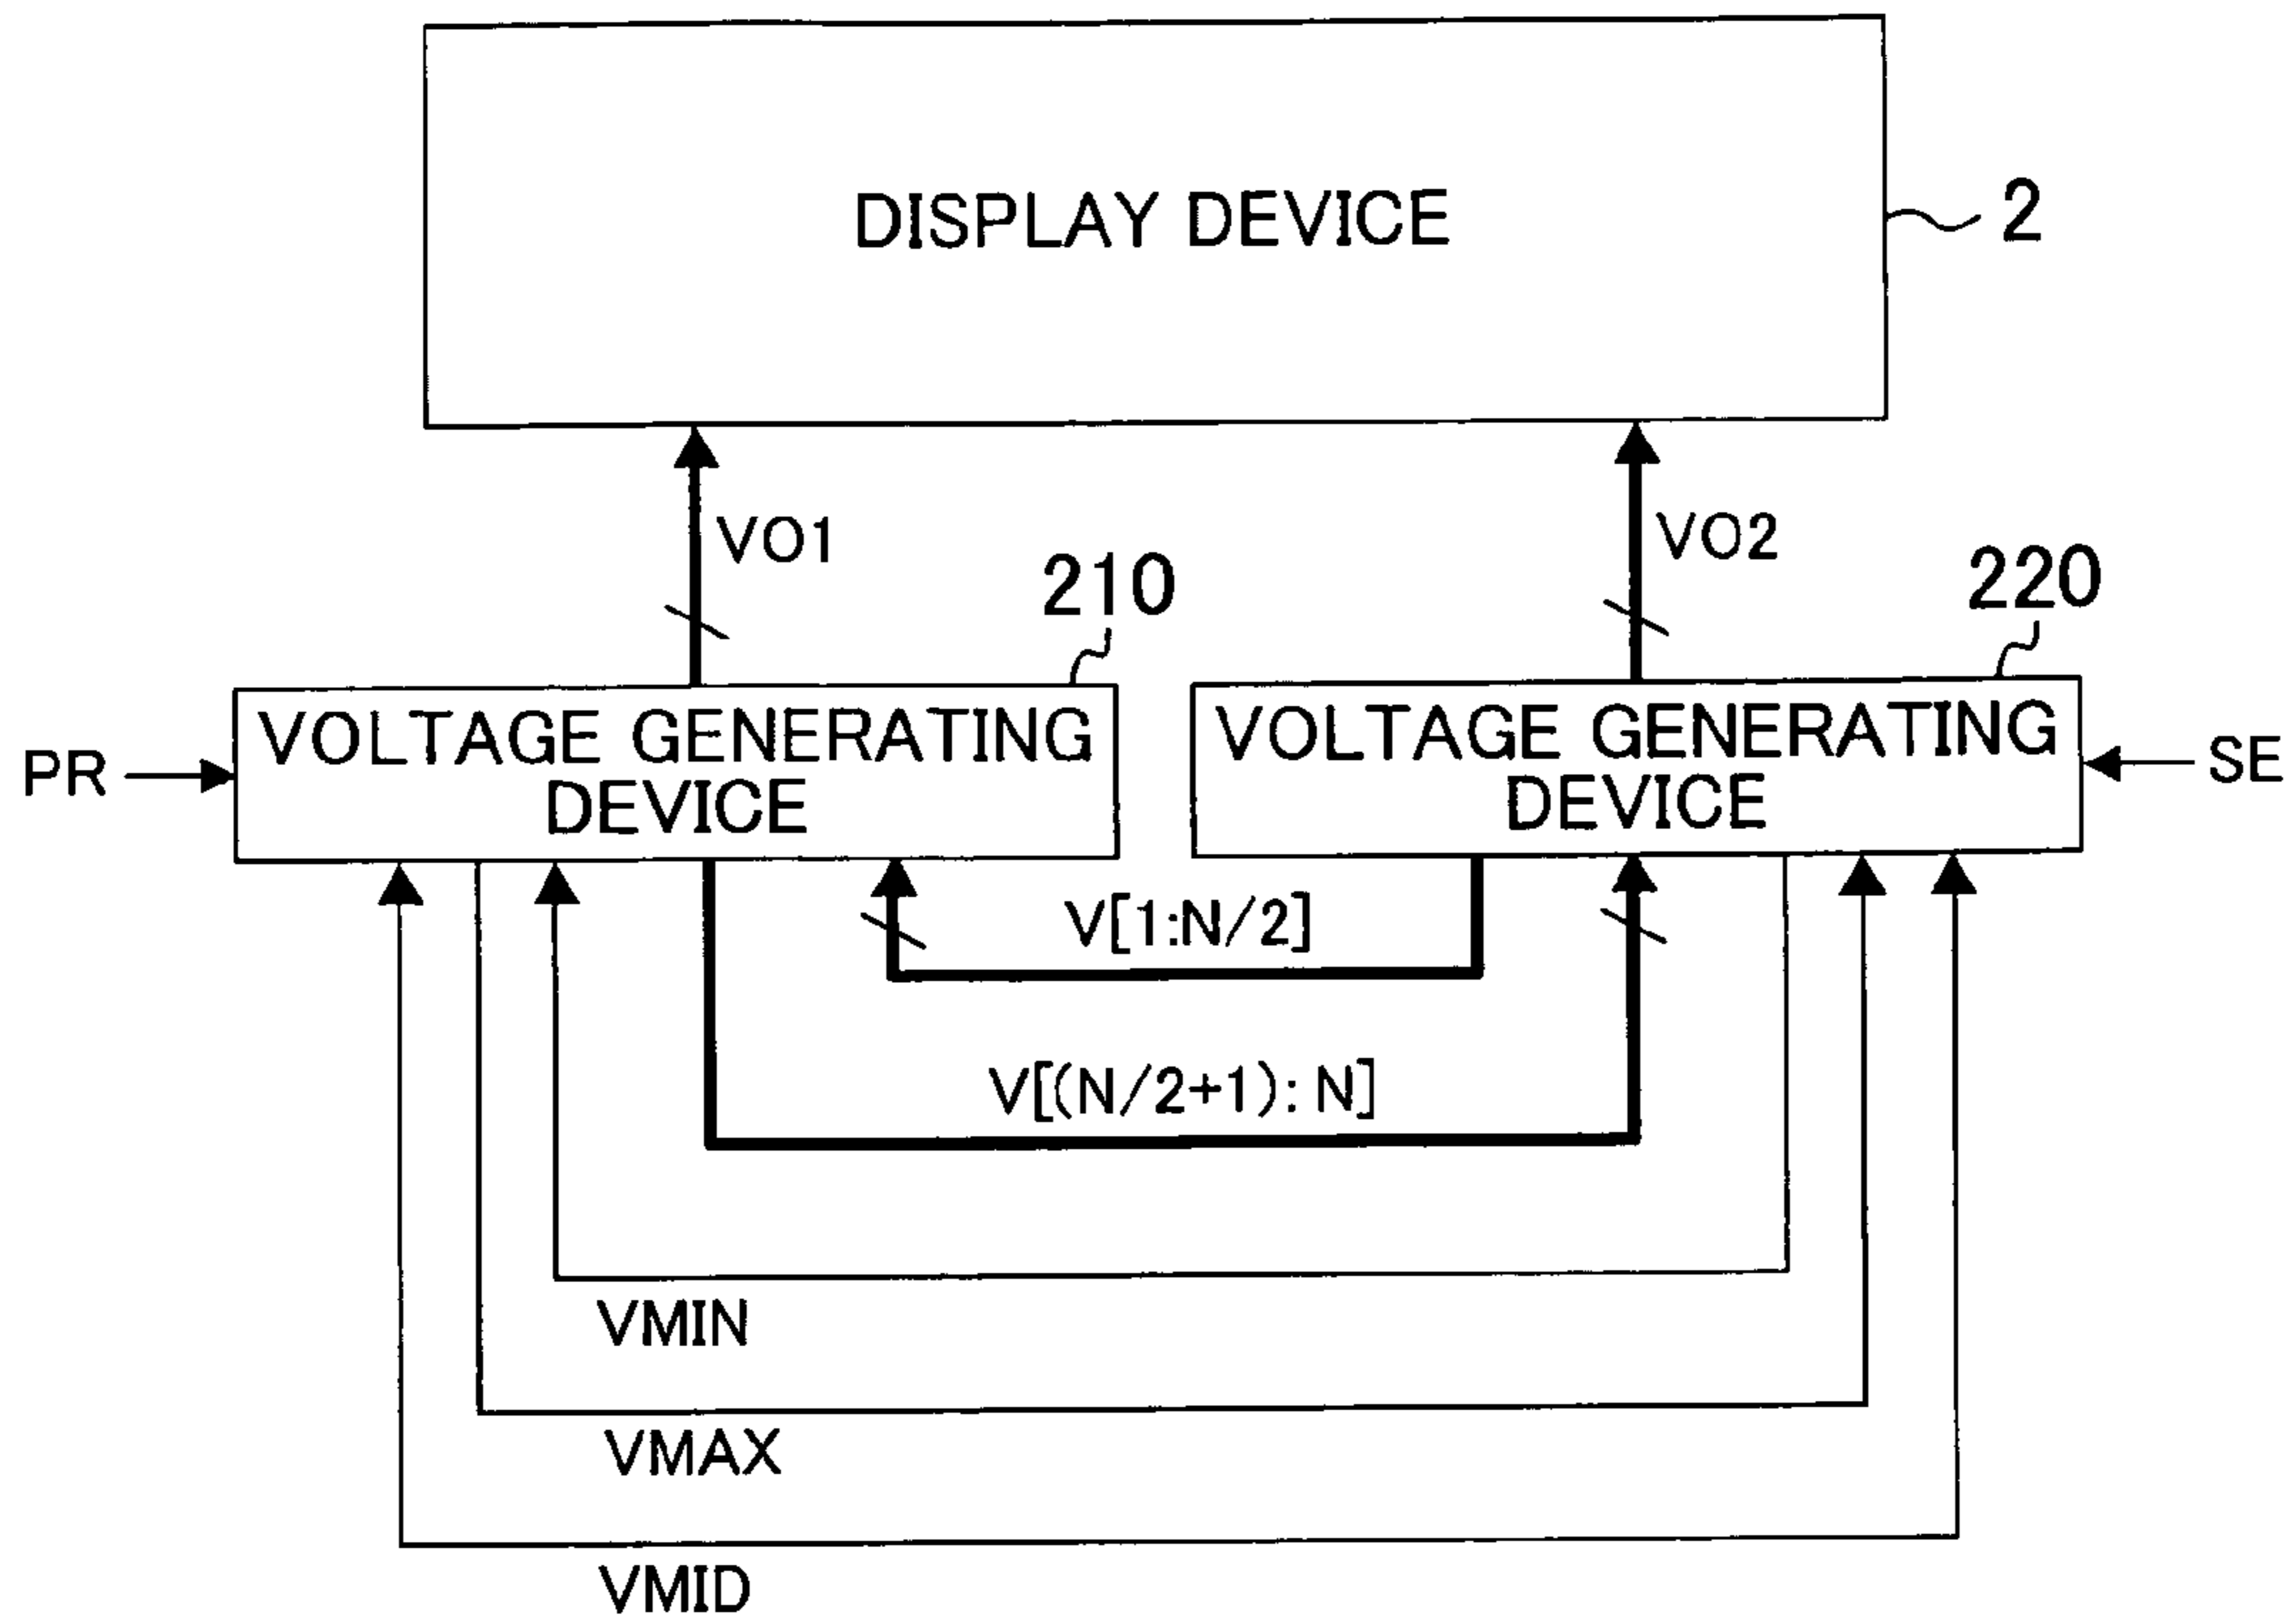 DISPLAY DEVICE
2
VO1
VO2
210
220
VOLTAGE GENERATING
DEVICE
VOLTAGE GENERATING
DEVICE
PR
SE
V[1:N/2]
V[(N/2+1):N]
VMIN
VMAX
VMID